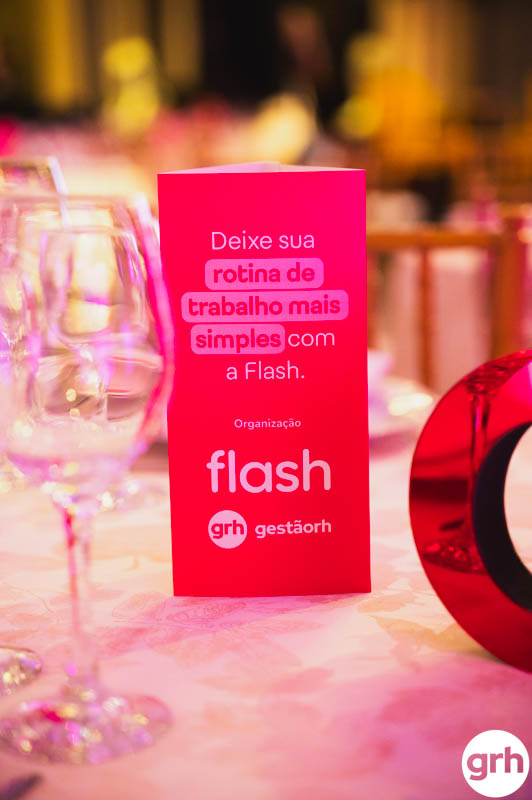 Deixe sua
rotina de
trabalho mais
simples com
a Flash.
Organização
flash
grh gestãorh
grh